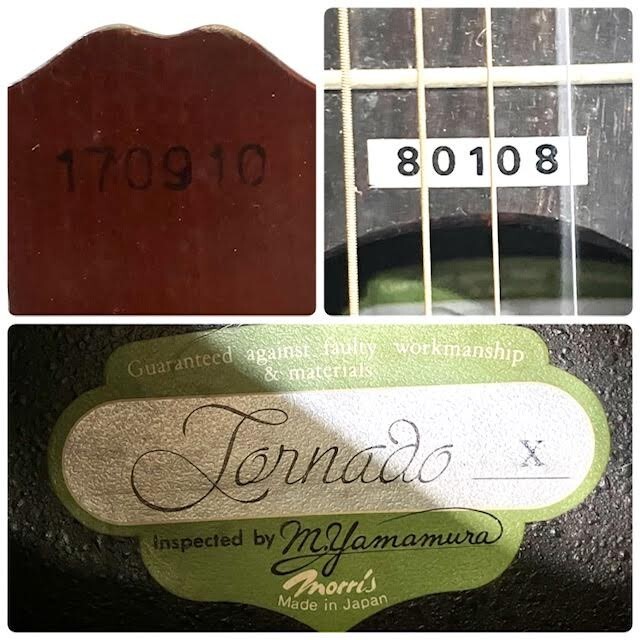 170910
80108
Guaranteed against faulty workmanship
& materials
Tornado X
Inspected by M.Yamamura
Morris
Made in Japan